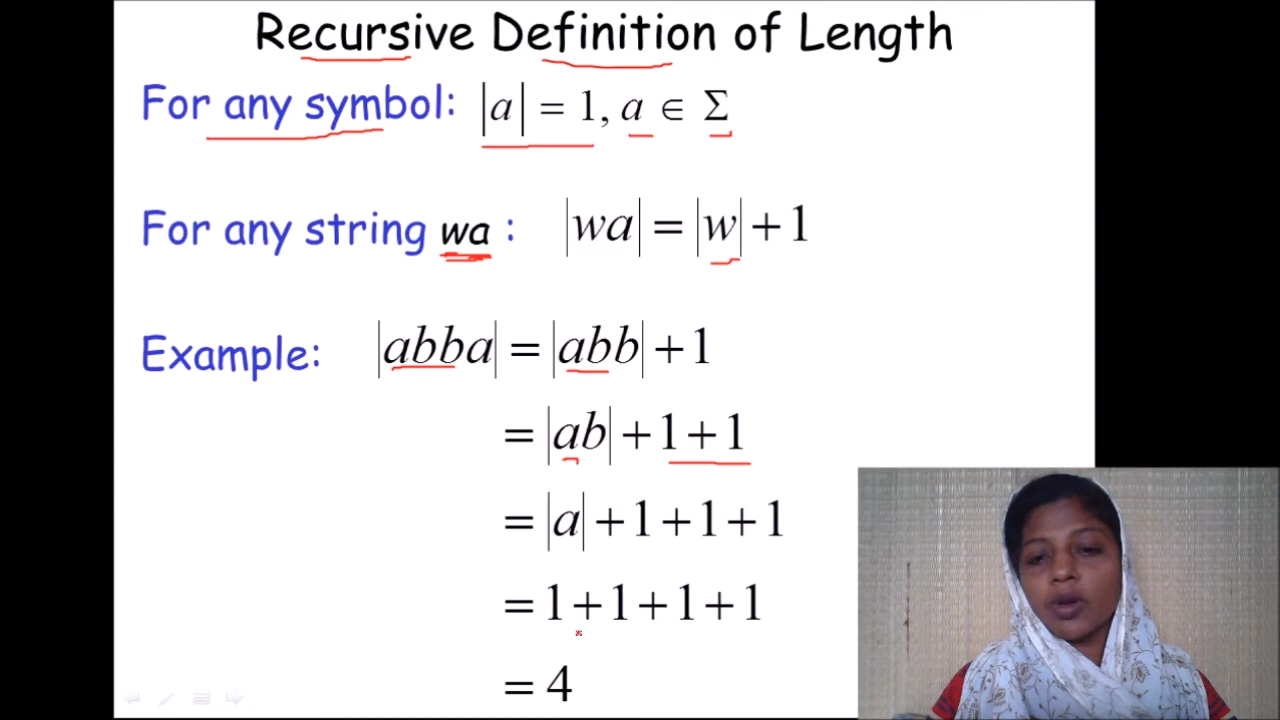 Recursive Definition of Length
For any symbol: |a| = 1, a ∈ Σ
For any string wa : |wa| = |w| + 1
Example: |abba| = |abb| + 1
= |ab| + 1 + 1
= |a| + 1 + 1 + 1
= 1 + 1 + 1 + 1
= 4